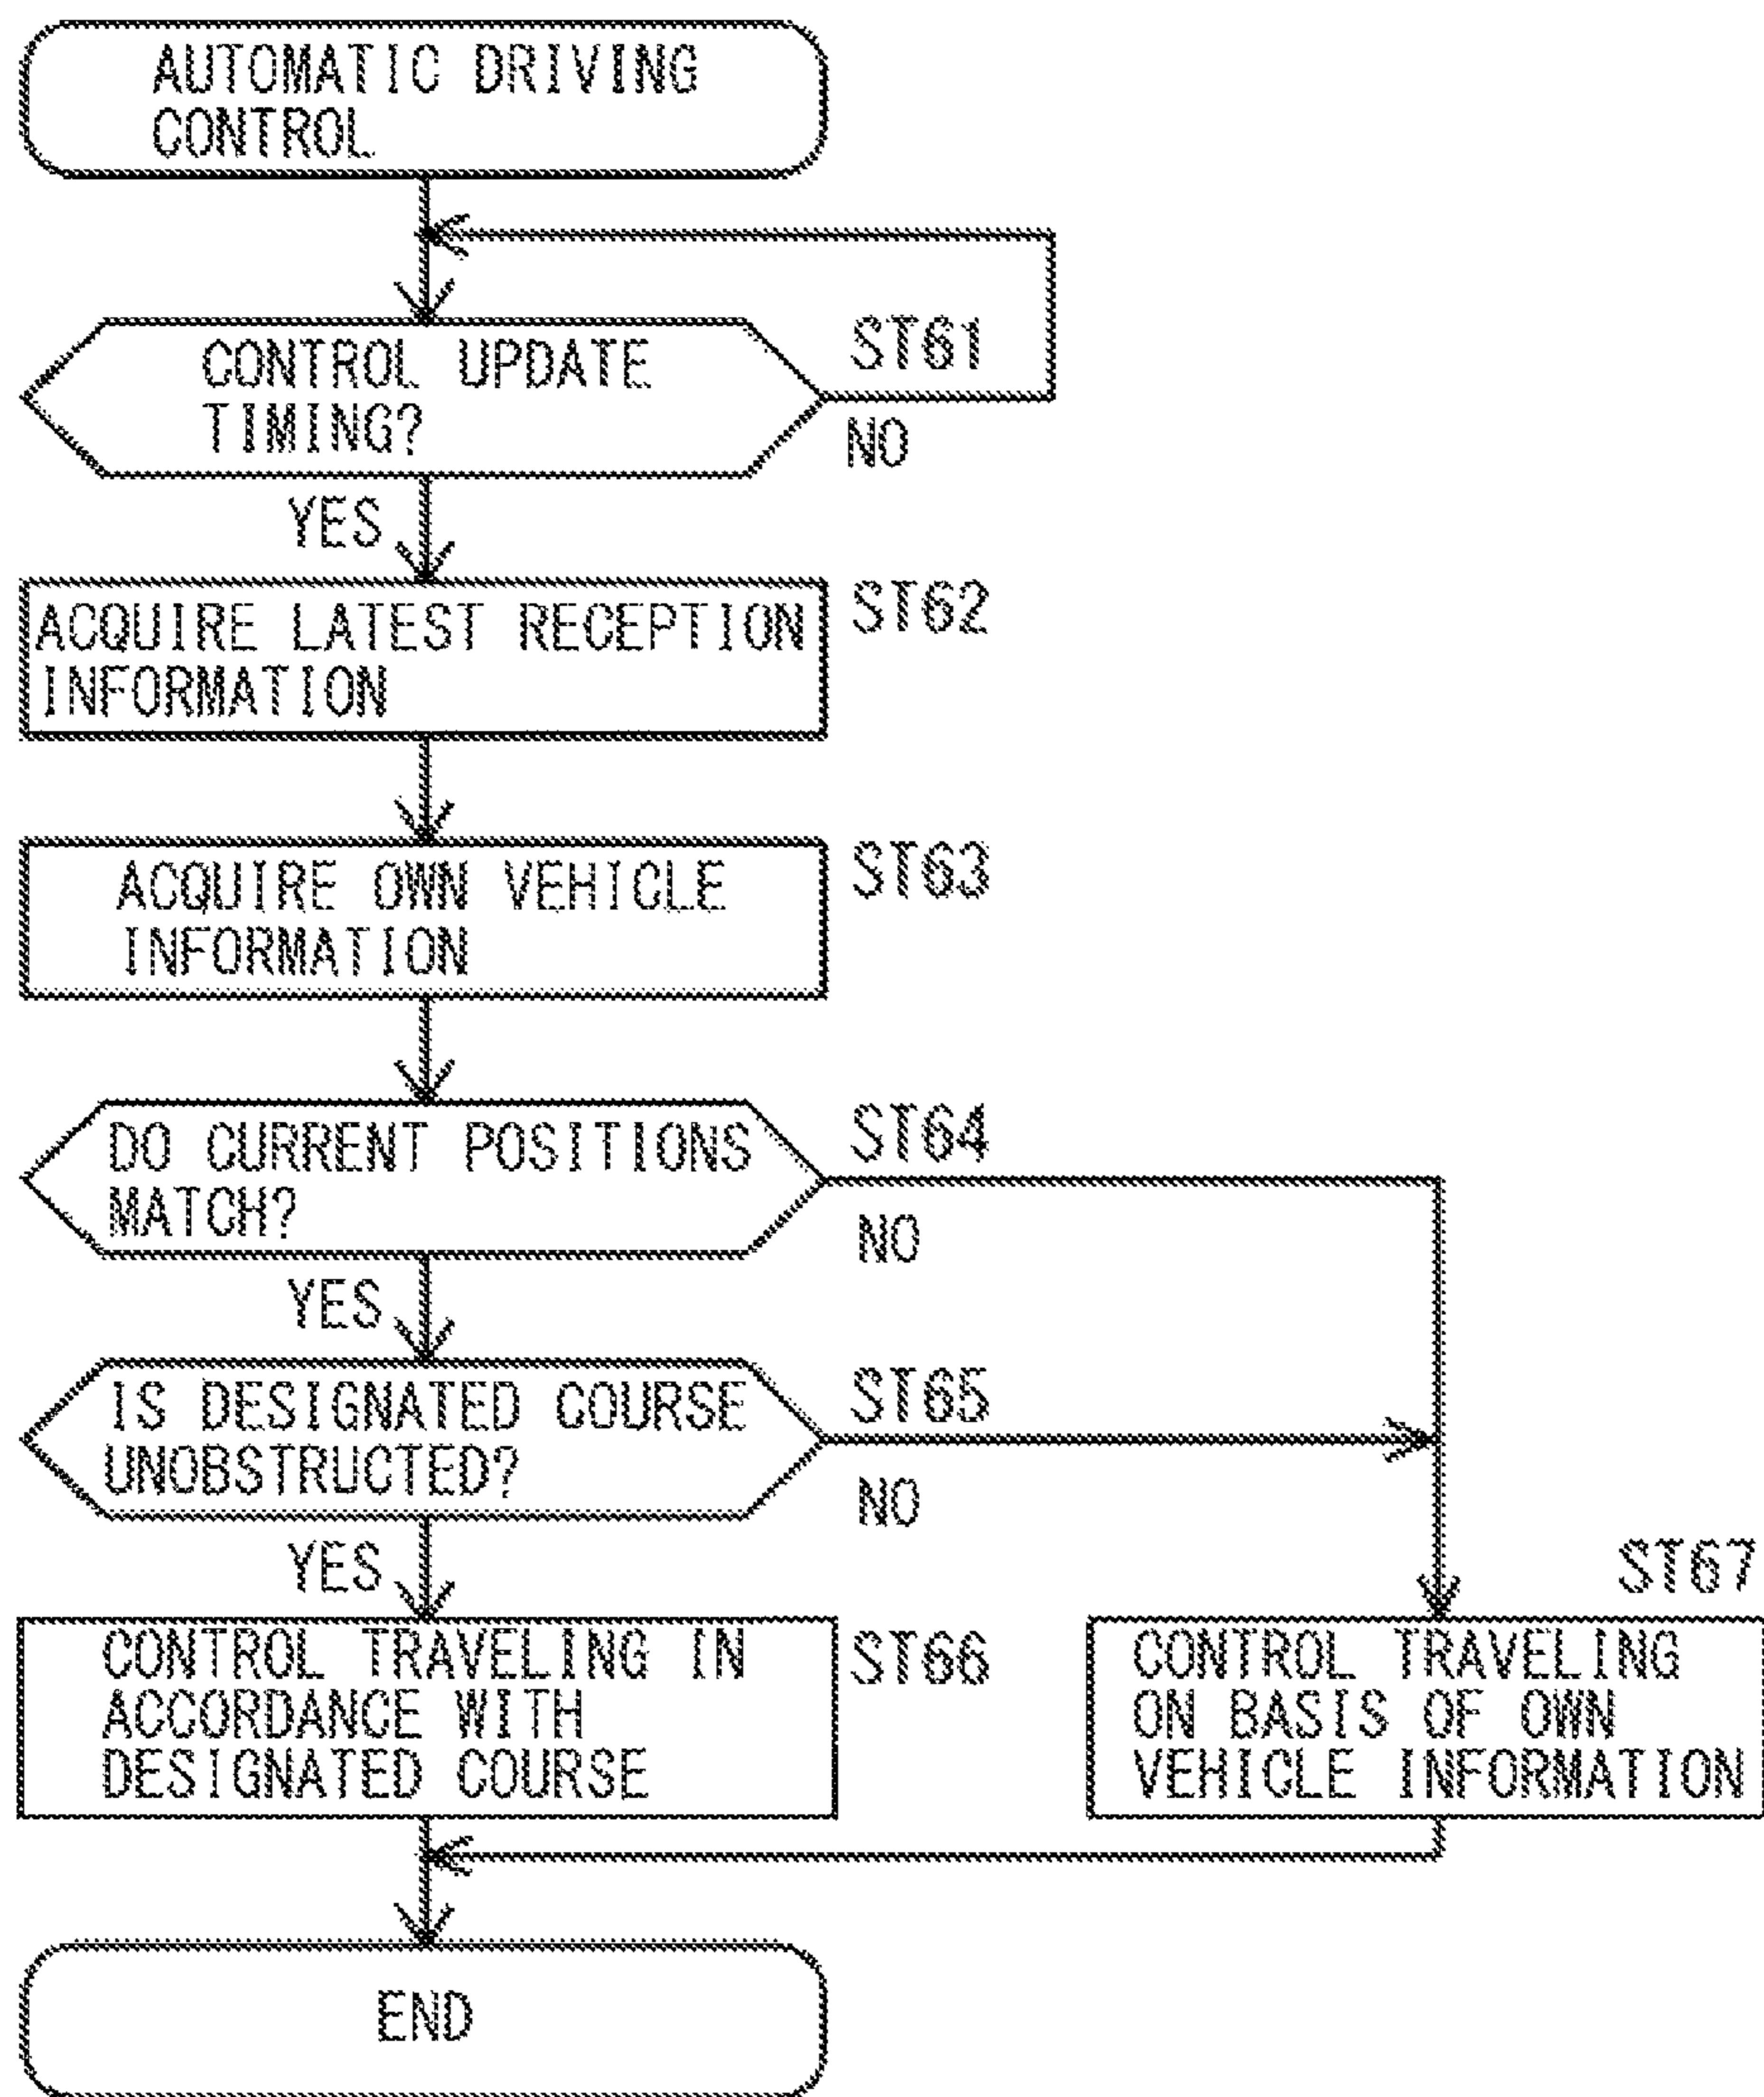 AUTOMATIC DRIVING
CONTROL
CONTROL UPDATE
TIMING?
ST61
NO
YES
ACQUIRE LATEST RECEPTION
INFORMATION
ST62
ACQUIRE OWN VEHICLE
INFORMATION
ST63
DO CURRENT POSITIONS
MATCH?
ST64
NO
YES
IS DESIGNATED COURSE
UNOBSTRUCTED?
ST65
NO
YES
CONTROL TRAVELING IN
ACCORDANCE WITH
DESIGNATED COURSE
ST66
ST67
CONTROL TRAVELING
ON BASIS OF OWN
VEHICLE INFORMATION
END